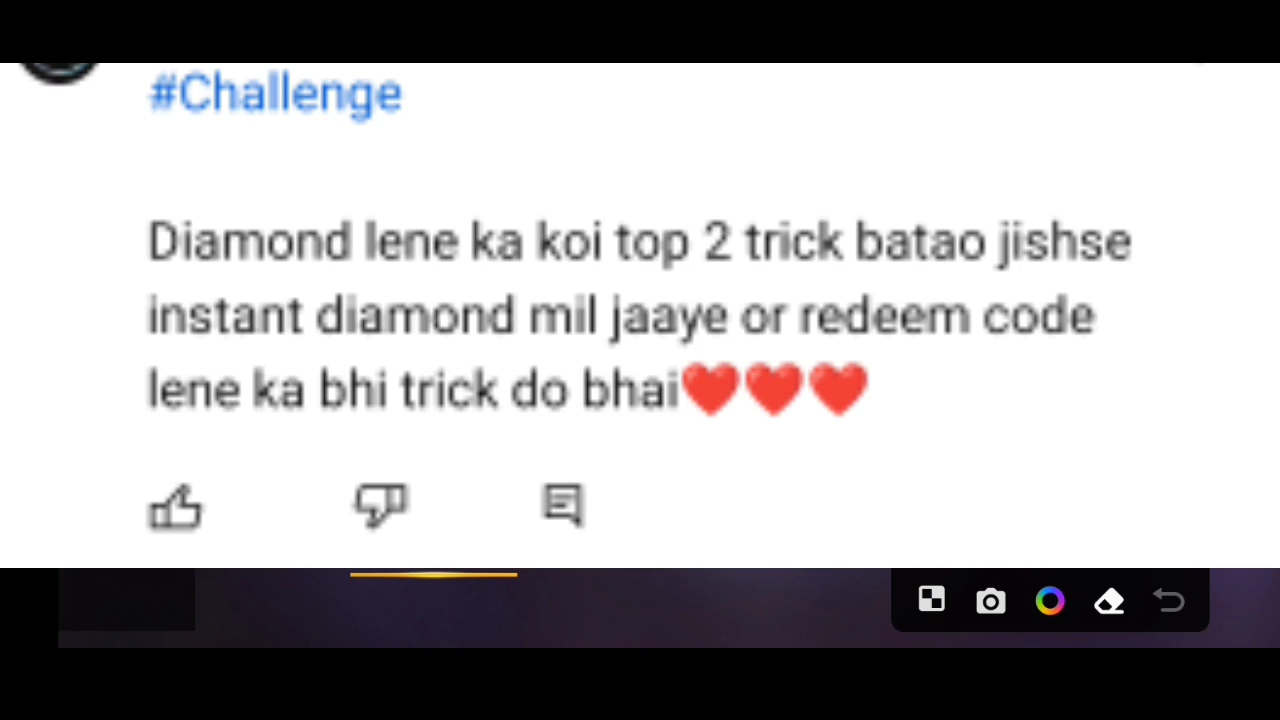 #Challenge
Diamond lene ka koi top 2 trick batao jishse
instant diamond mil jaaye or redeem code
lene ka bhi trick do bhai❤️❤️❤️